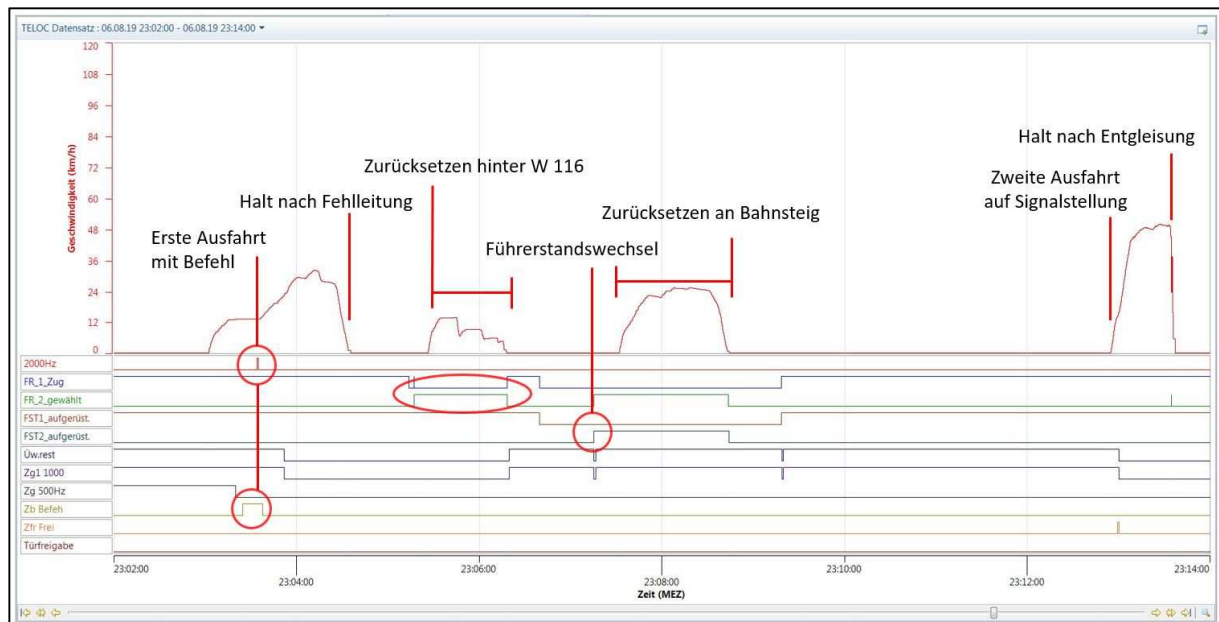 TELOC Datensatz : 06.08.19 23:02:00 - 06.08.19 23:14:00
120
108
96
84
72
60
48
36
24
12
0
Geschwindigkeit (km/h)
Erste Ausfahrt
mit Befehl
Halt nach Fehlleitung
Zurücksetzen hinter W 116
Führerstandswechsel
Zurücksetzen an Bahnsteig
Zweite Ausfahrt
auf Signalstellung
Halt nach Entgleisung
2000Hz
FR_1_Zug
FR_2_gewählt
FST1_aufgerüst.
FST2_aufgerüst.
Üw.rest
Zg1 1000
Zg 500Hz
Zb Befeh
Zfr Frei
Türfreigabe
23:02:00
23:04:00
23:06:00
23:08:00
23:10:00
23:12:00
23:14:00
Zeit (MEZ)